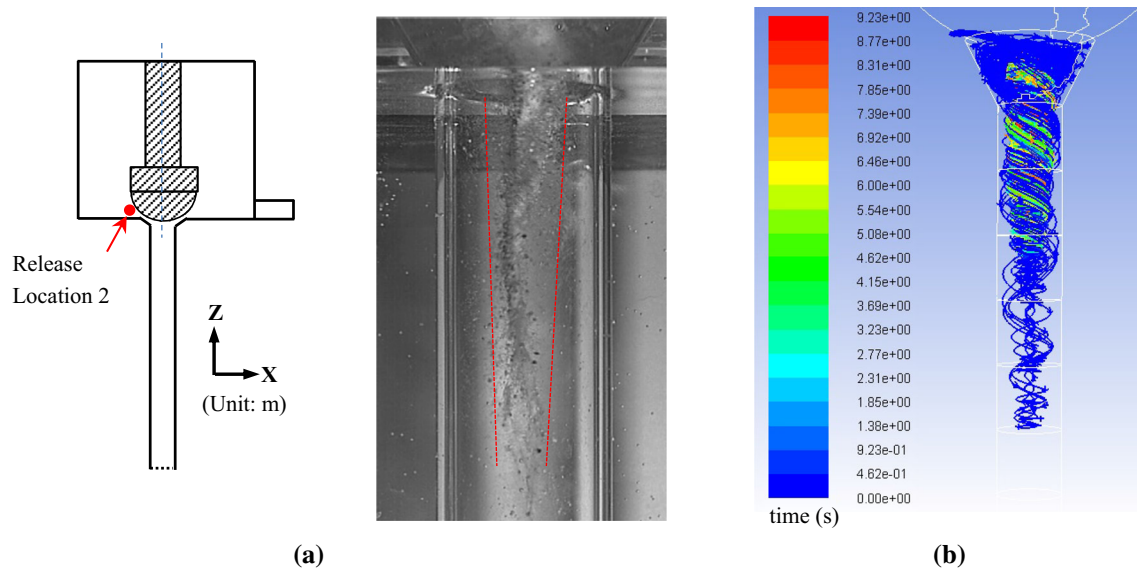 Release
Location 2
Z
X
(Unit: m)
(a)
9.23e+00
8.77e+00
8.31e+00
7.85e+00
7.39e+00
6.92e+00
6.46e+00
6.00e+00
5.54e+00
5.08e+00
4.62e+00
4.15e+00
3.69e+00
3.23e+00
2.77e+00
2.31e+00
1.85e+00
1.38e+00
9.23e-01
4.62e-01
0.00e+00
time (s)
(b)